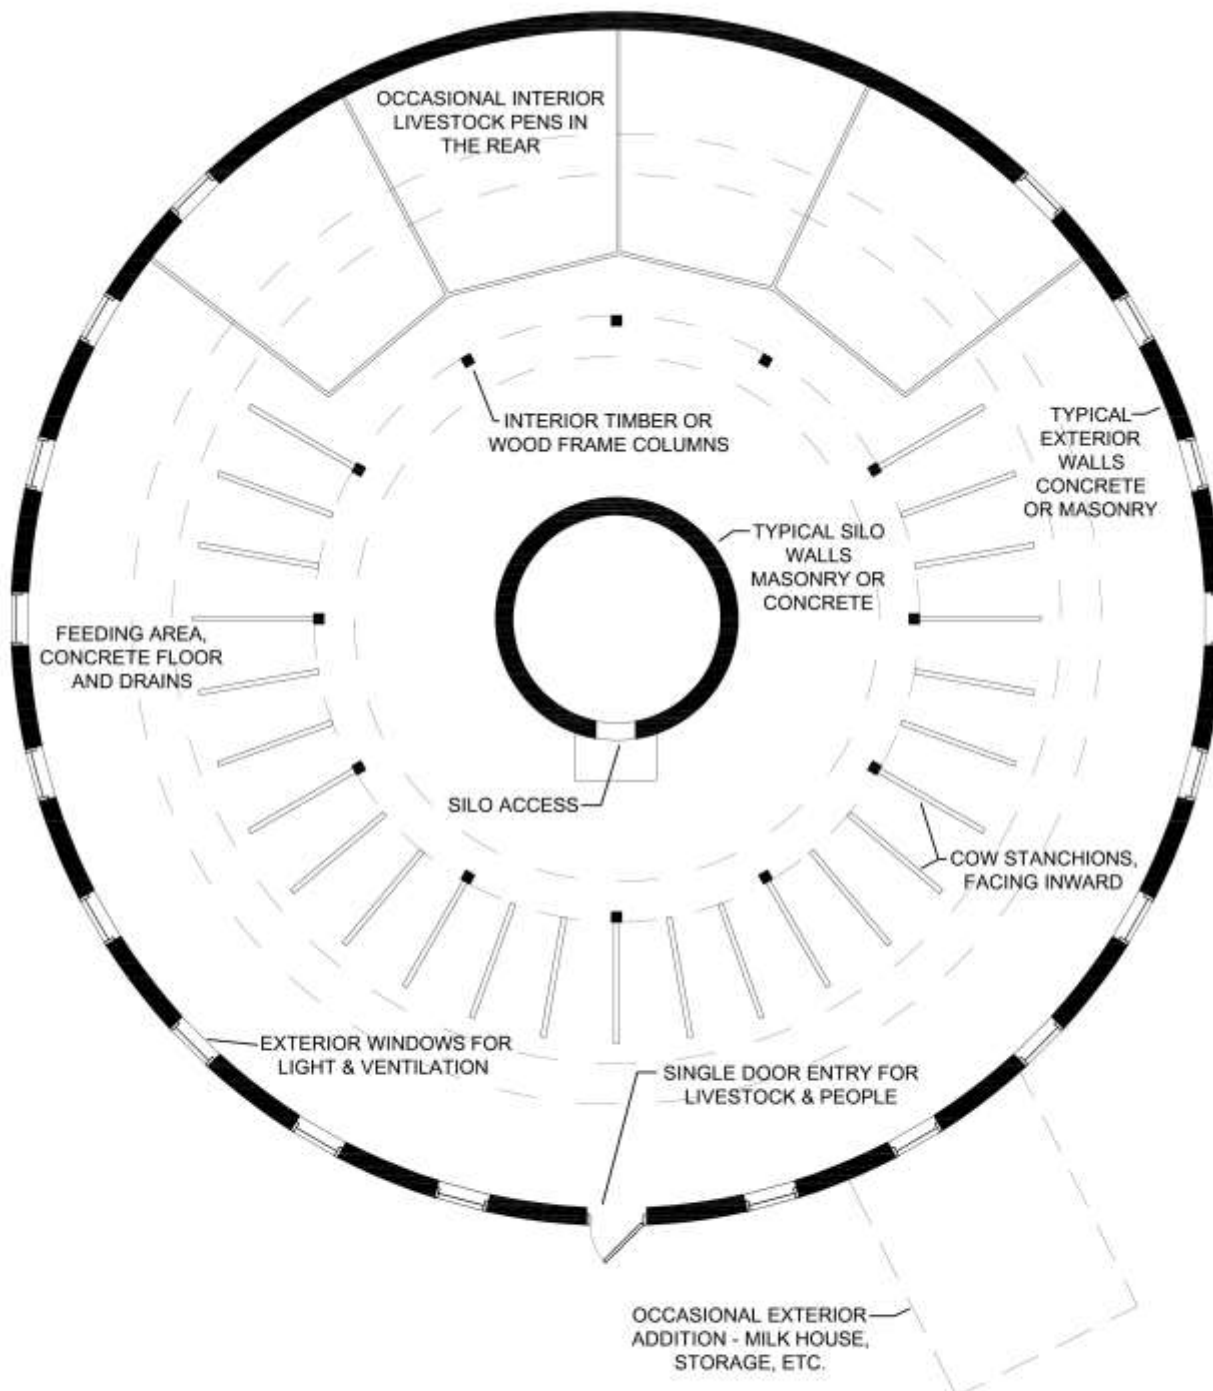 OCCASIONAL INTERIOR
LIVESTOCK PENS IN
THE REAR
INTERIOR TIMBER OR
WOOD FRAME COLUMNS
TYPICAL
EXTERIOR
WALLS
CONCRETE
OR MASONRY
TYPICAL SILO
WALLS
MASONRY OR
CONCRETE
FEEDING AREA,
CONCRETE FLOOR
AND DRAINS
SILO ACCESS
COW STANCHIONS,
FACING INWARD
EXTERIOR WINDOWS FOR
LIGHT & VENTILATION
SINGLE DOOR ENTRY FOR
LIVESTOCK & PEOPLE
OCCASIONAL EXTERIOR
ADDITION - MILK HOUSE,
STORAGE, ETC.